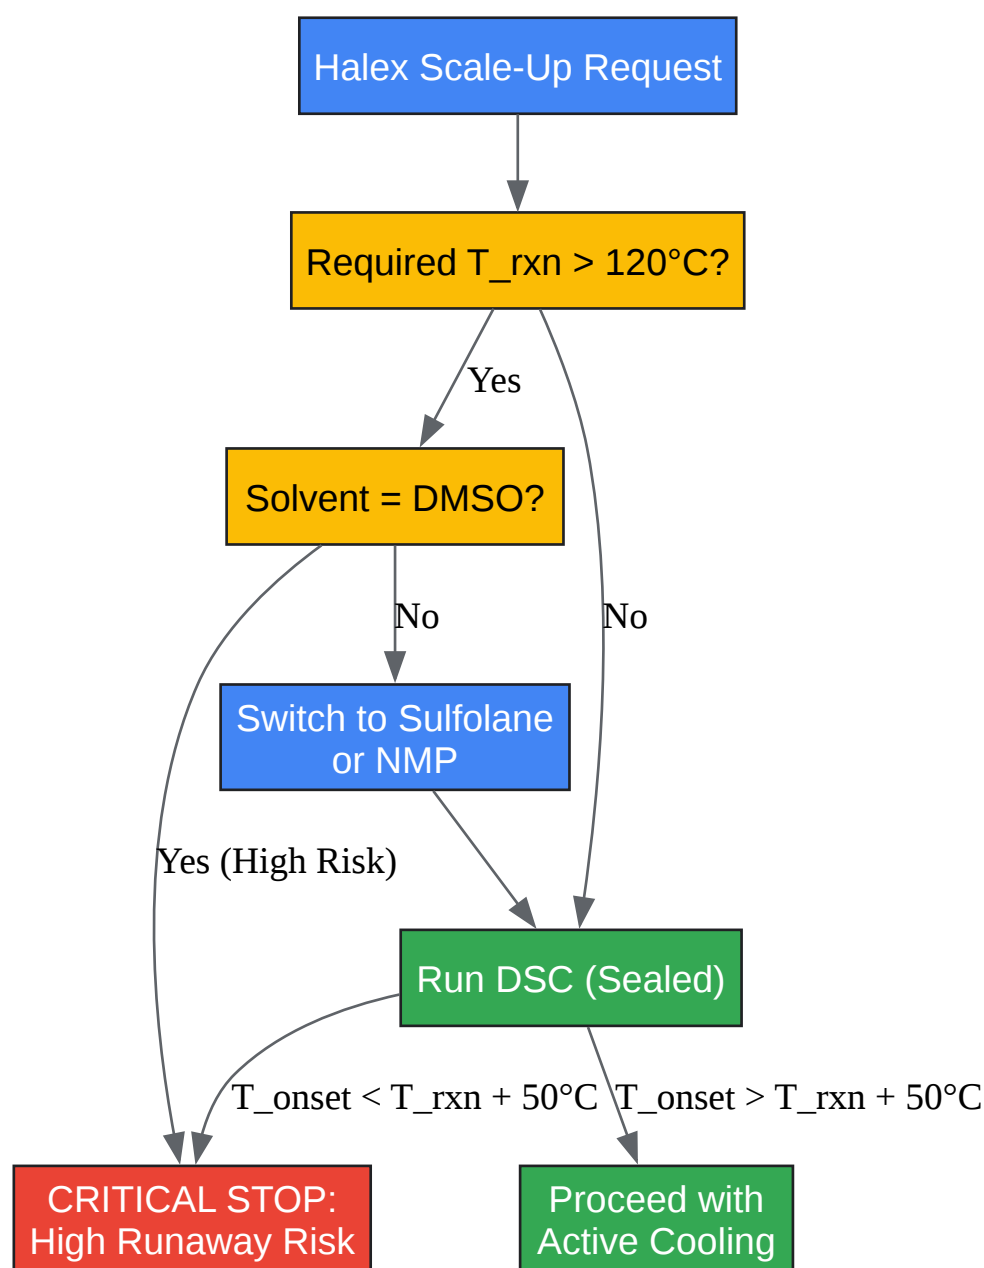 Halex Scale-Up Request
Required T_rxn > 120°C?
Yes
Solvent = DMSO?
No
No
Switch to Sulfolane
or NMP
Yes (High Risk)
Run DSC (Sealed)
T_onset < T_rxn + 50°C
T_onset > T_rxn + 50°C
CRITICAL STOP:
High Runaway Risk
Proceed with
Active Cooling